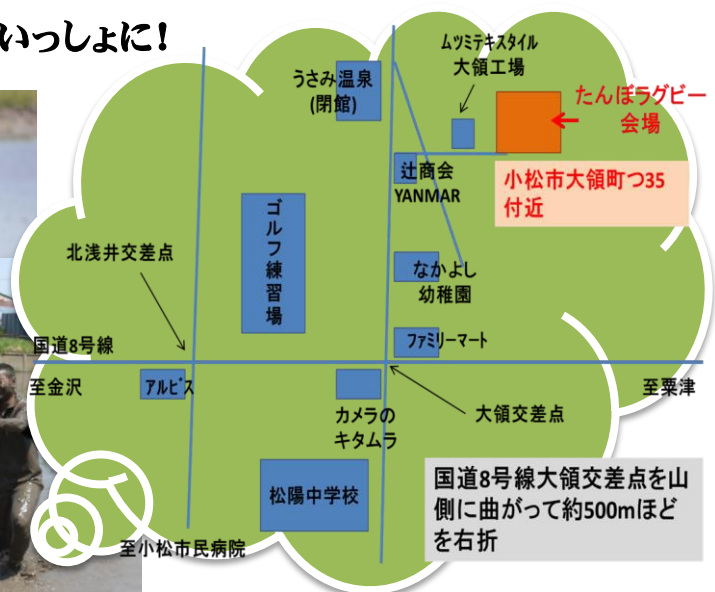 いっしょに！
ムツミテキスタイル
大領工場
うさみ温泉
(閉館)
たんぼラグビー
会場
辻商会
YANMAR
小松市大領町つ35
付近
ゴルフ練習場
北浅井交差点
なかよし
幼稚園
国道8号線
ファミリーマート
至金沢
アルビス
至粟津
カメラの
キタムラ
大領交差点
松陽中学校
国道8号線大領交差点を山
側に曲がって約500mほど
を右折
至小松市民病院